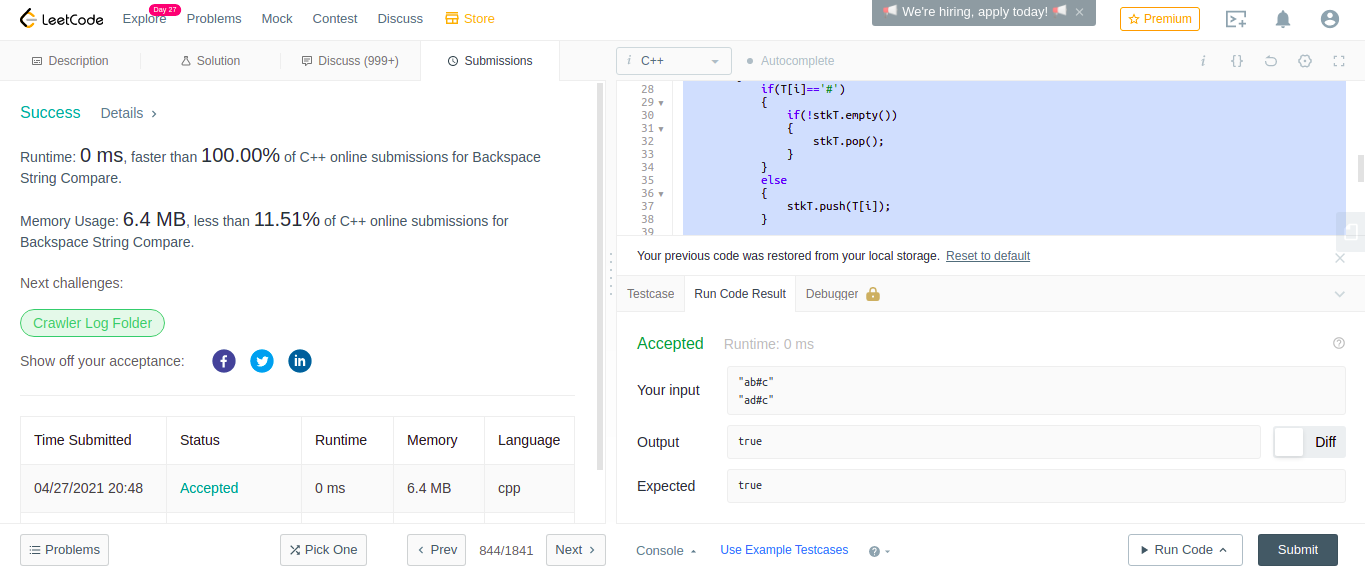 LeetCode
Explore
Day 27
Problems
Mock
Contest
Discuss
Store
We're hiring, apply today!
Premium
Description
Solution
Discuss (999+)
Submissions
Success
Details
Runtime: 0 ms, faster than 100.00% of C++ online submissions for Backspace
String Compare.
Memory Usage: 6.4 MB, less than 11.51% of C++ online submissions for
Backspace String Compare.
Next challenges:
Crawler Log Folder
Show off your acceptance:
Time Submitted Status Runtime Memory Language
04/27/2021 20:48 Accepted 0 ms 6.4 MB cpp
Problems
Pick One
Prev
844/1841
Next
i C++
Autocomplete
28 if(T[i]=='#')
29 {
30 if(!stkT.empty())
31 {
32 stkT.pop();
33 }
34 }
35 else
36 {
37 stkT.push(T[i]);
38 }
39
Your previous code was restored from your local storage. Reset to default
Testcase
Run Code Result
Debugger
Accepted Runtime: 0 ms
Your input
"ab#c"
"ad#c"
Output
true
Diff
Expected
true
Console
Use Example Testcases
Run Code
Submit